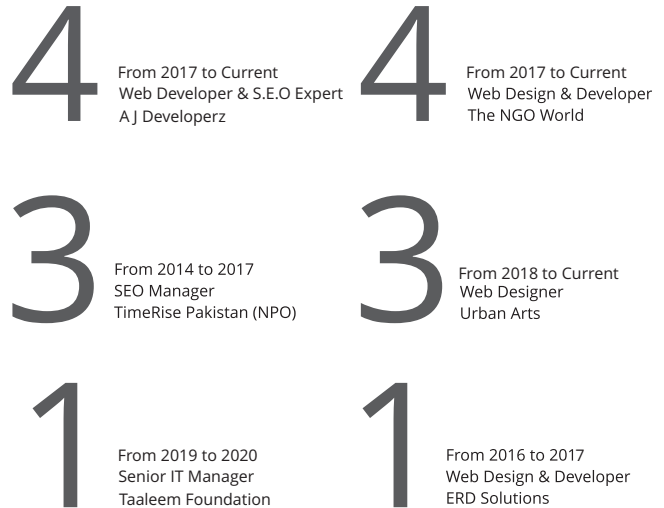 4
From 2017 to Current
Web Developer & S.E.O Expert
A J Developerz
4
From 2017 to Current
Web Design & Developer
The NGO World
3
From 2014 to 2017
SEO Manager
TimeRise Pakistan (NPO)
3
From 2018 to Current
Web Designer
Urban Arts
1
From 2019 to 2020
Senior IT Manager
Taaleem Foundation
1
From 2016 to 2017
Web Design & Developer
ERD Solutions